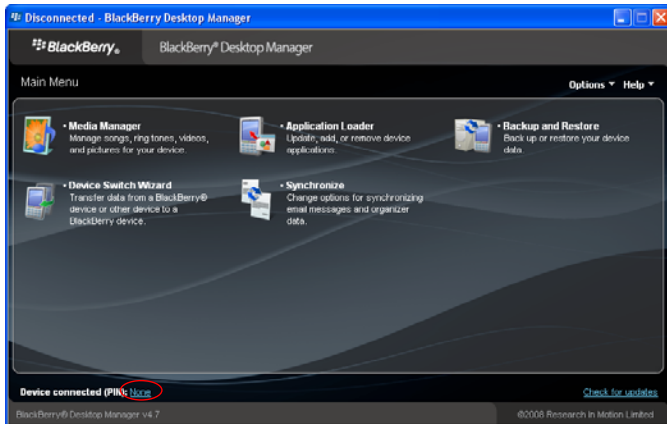 Disconnected - BlackBerry Desktop Manager
BlackBerry® BlackBerry® Desktop Manager
Main Menu Options Help
Media Manager
Manage songs, ringtones, videos,
and pictures for your device.
Application Loader
Update, add, or remove device
applications.
Backup and Restore
Back up or restore your device
data.
Device Switch Wizard
Transfer data from a BlackBerry®
device or other device to a
BlackBerry device.
Synchronize
Change options for synchronizing
email messages and organizer
data.
Device connected (PIN): None Check for updates
BlackBerry® Desktop Manager v4.7 ©2008 Research In Motion Limited